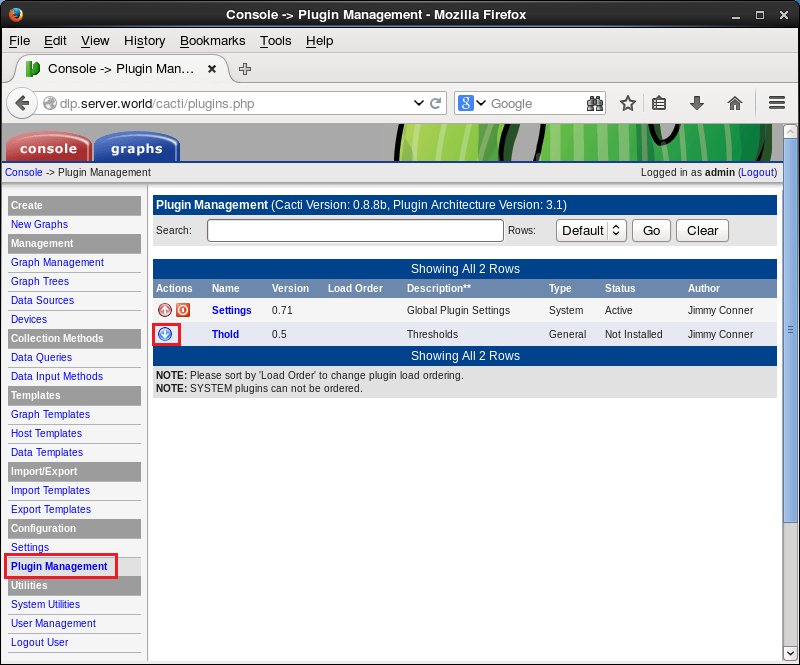 Console -> Plugin Management - Mozilla Firefox
File Edit View History Bookmarks Tools Help
Console -> Plugin Man...
dlp.server.world/cacti/plugins.php
8 Google
console graphs
Console -> Plugin Management
Logged in as admin (Logout)
Create
New Graphs
Management
Graph Management
Graph Trees
Data Sources
Devices
Collection Methods
Data Queries
Data Input Methods
Templates
Graph Templates
Host Templates
Data Templates
Import/Export
Import Templates
Export Templates
Configuration
Settings
Plugin Management
Utilities
System Utilities
User Management
Logout User
Plugin Management (Cacti Version: 0.8.8b, Plugin Architecture Version: 3.1)
Search: Rows: Default Go Clear
Showing All 2 Rows
Actions Name Version Load Order Description** Type Status Author
Settings 0.71 Global Plugin Settings System Active Jimmy Conner
Thold 0.5 Thresholds General Not Installed Jimmy Conner
Showing All 2 Rows
NOTE: Please sort by 'Load Order' to change plugin load ordering.
NOTE: SYSTEM plugins can not be ordered.